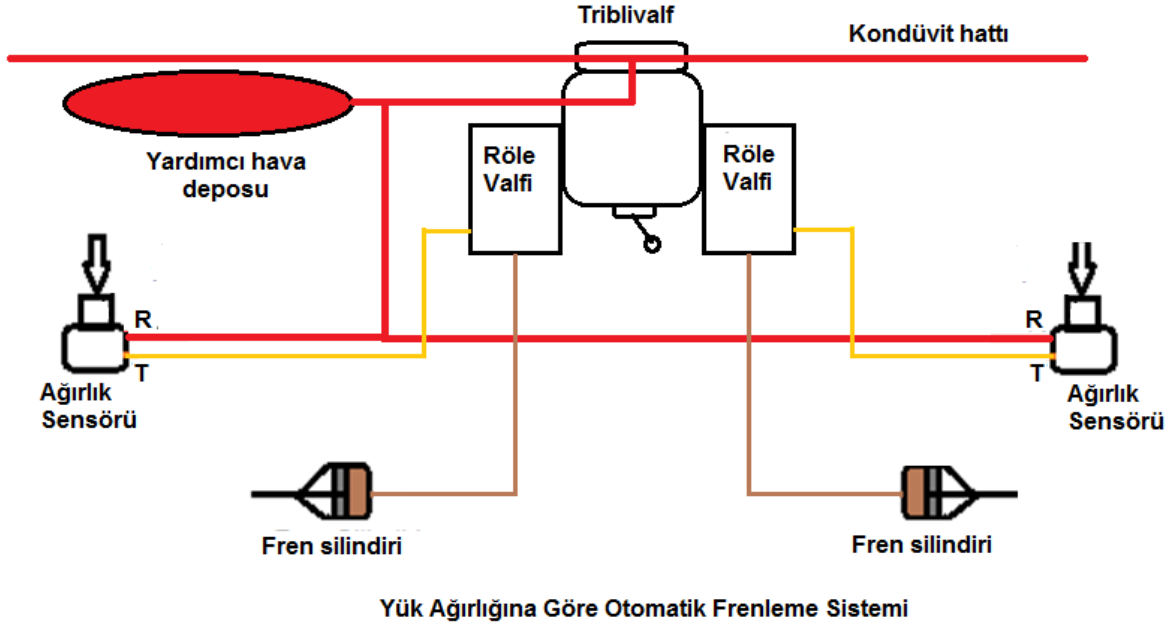 Triblivalf
Kondüvit hattı
Yardımcı hava
deposu
Röle
Valfi
Röle
Valfi
R
T
Ağırlık
Sensörü
R
T
Ağırlık
Sensörü
Fren silindiri
Fren silindiri
Yük Ağırlığına Göre Otomatik Frenleme Sistemi